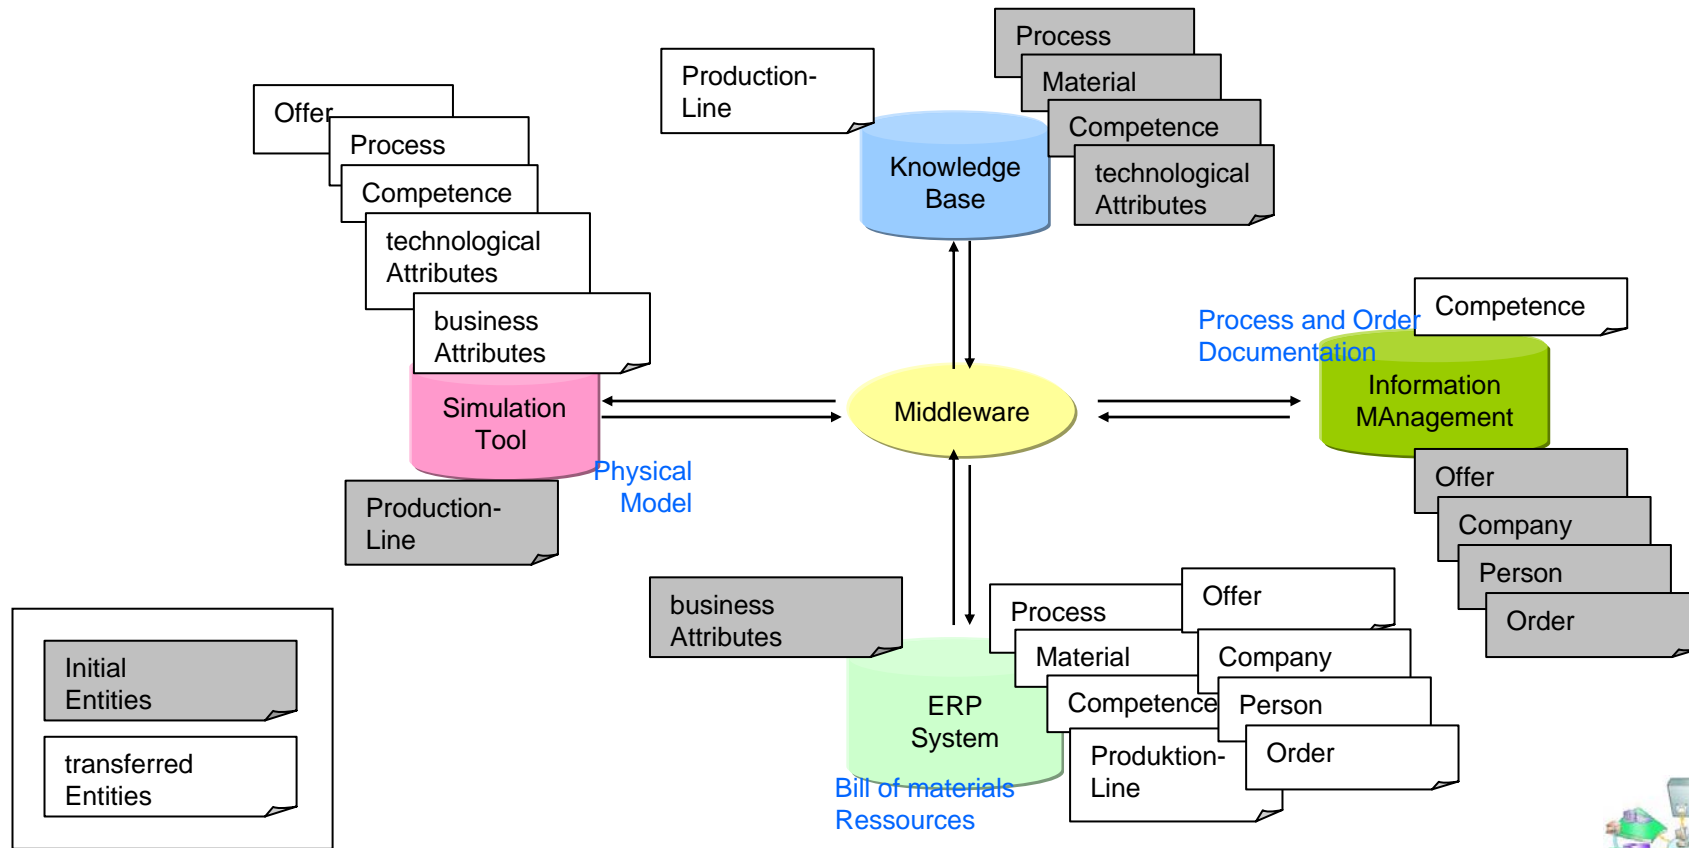 Process
Material
Competence
technological
Attributes
Production-
Line
Knowledge
Base
Offer
Process
Competence
technological
Attributes
business
Attributes
Simulation
Tool
Physical
Model
Production-
Line
Middleware
Process and Order
Documentation
Competence
Information
MAnagement
Offer
Company
Person
Order
business
Attributes
ERP
System
Bill of materials
Ressources
Process
Material
Competence
Produktion-
Line
Offer
Company
Person
Order
Initial
Entities
transferred
Entities